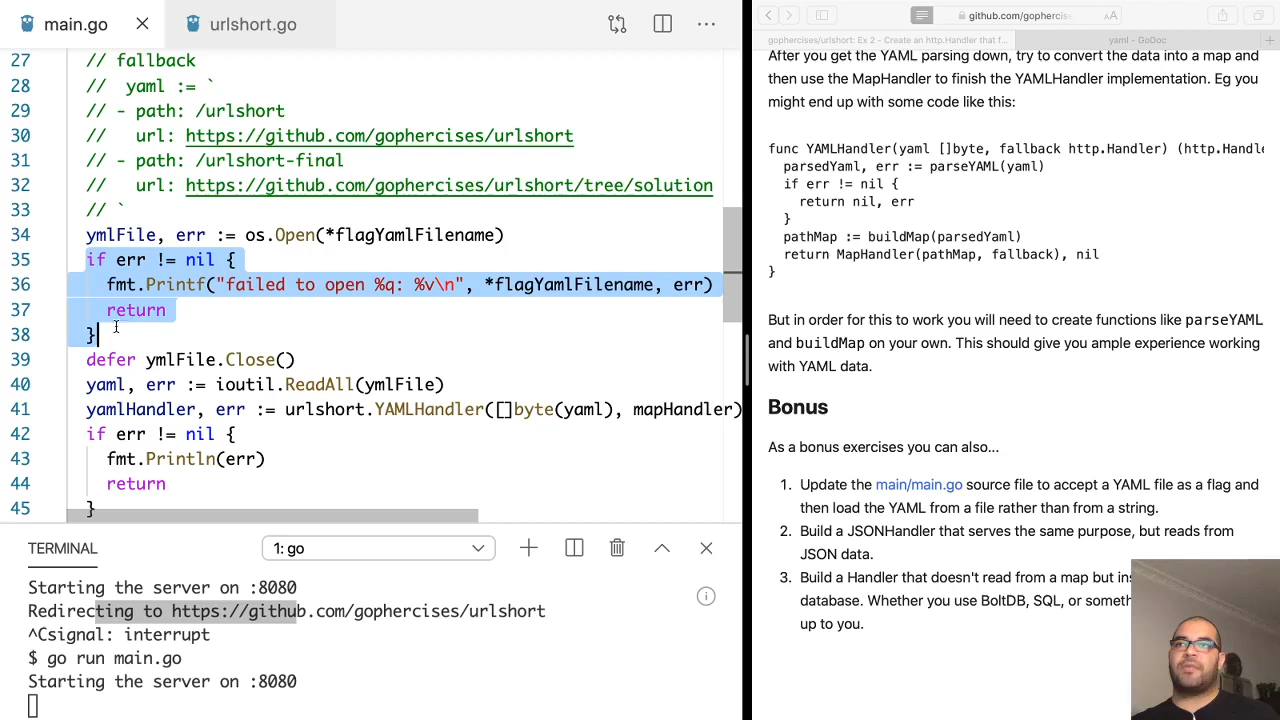 main.go
urlshort.go
27 // fallback
28 // yaml := `
29 // - path: /urlshort
30 // url: https://github.com/gophercises/urlshort
31 // - path: /urlshort-final
32 // url: https://github.com/gophercises/urlshort/tree/solution
33 // `
34 ymlFile, err := os.Open(*flagYamlFilename)
35 if err != nil {
36 fmt.Printf("failed to open %q: %v\n", *flagYamlFilename, err)
37 return
38 }
39 defer ymlFile.Close()
40 yaml, err := ioutil.ReadAll(ymlFile)
41 yamlHandler, err := urlshort.YAMLHandler([]byte(yaml), mapHandler)
42 if err != nil {
43 fmt.Println(err)
44 return
45 }
TERMINAL
1: go
Starting the server on :8080
Redirecting to https://github.com/gophercises/urlshort
^Csignal: interrupt
$ go run main.go
Starting the server on :8080
github.com/gophercis
AA
gophercises/urlshort: Ex 2 - Create an http.Handler that f...
yaml - GoDoc
After you get the YAML parsing down, try to convert the data into a map and
then use the MapHandler to finish the YAMLHandler implementation. Eg you
might end up with some code like this:
func YAMLHandler(yaml []byte, fallback http.Handler) (http.Handle
parsedYaml, err := parseYAML(yaml)
if err != nil {
return nil, err
}
pathMap := buildMap(parsedYaml)
return MapHandler(pathMap, fallback), nil
}
But in order for this to work you will need to create functions like parseYAML
and buildMap on your own. This should give you ample experience working
with YAML data.
Bonus
As a bonus exercises you can also...
1. Update the main/main.go source file to accept a YAML file as a flag and
then load the YAML from a file rather than from a string.
2. Build a JSONHandler that serves the same purpose, but reads from
JSON data.
3. Build a Handler that doesn't read from a map but ins
database. Whether you use BoltDB, SQL, or someth
up to you.